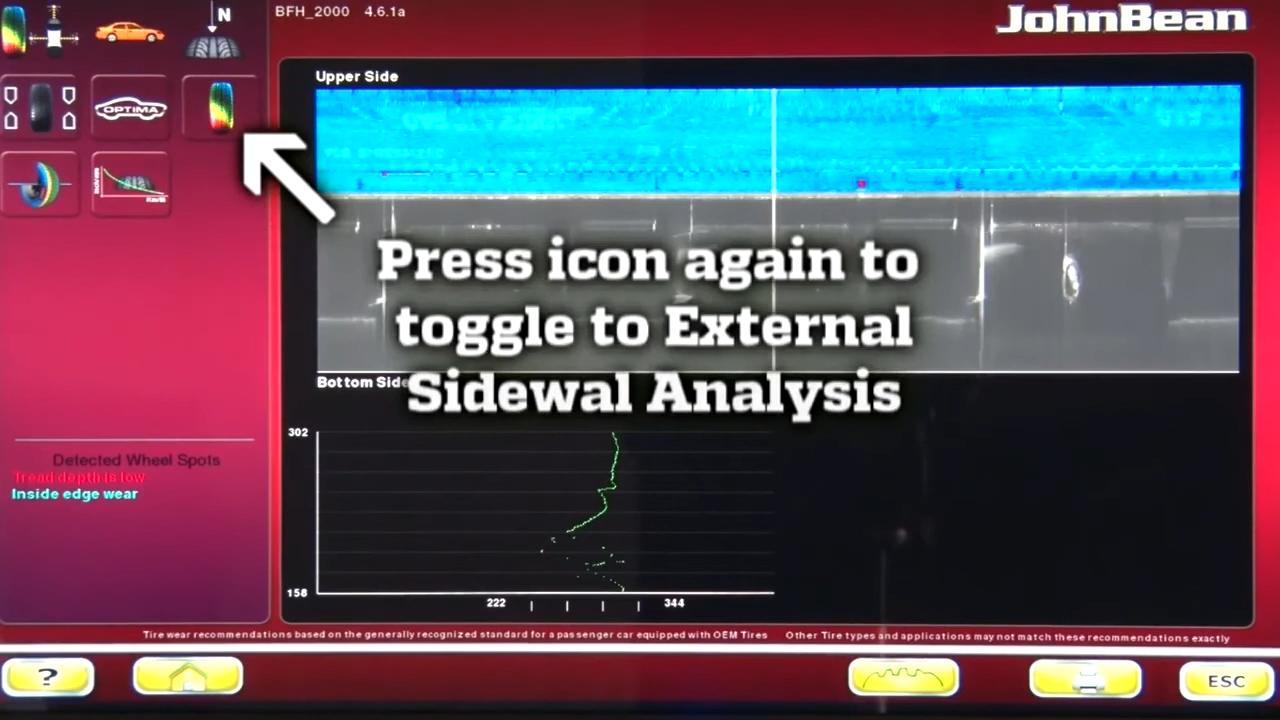 BFH_2000 4.6.1a
JohnBean
N
OPTIMA
Upper Side
Press icon again to
toggle to External
Sidewal Analysis
Bottom Side
302
158
222
344
Detected Wheel Spots
Tread depth is low
Inside edge wear
Tire wear recommendations based on the generally recognized standard for a passenger car equipped with OEM Tires Other Tire types and applications may not match these recommendations exactly
?
ESC